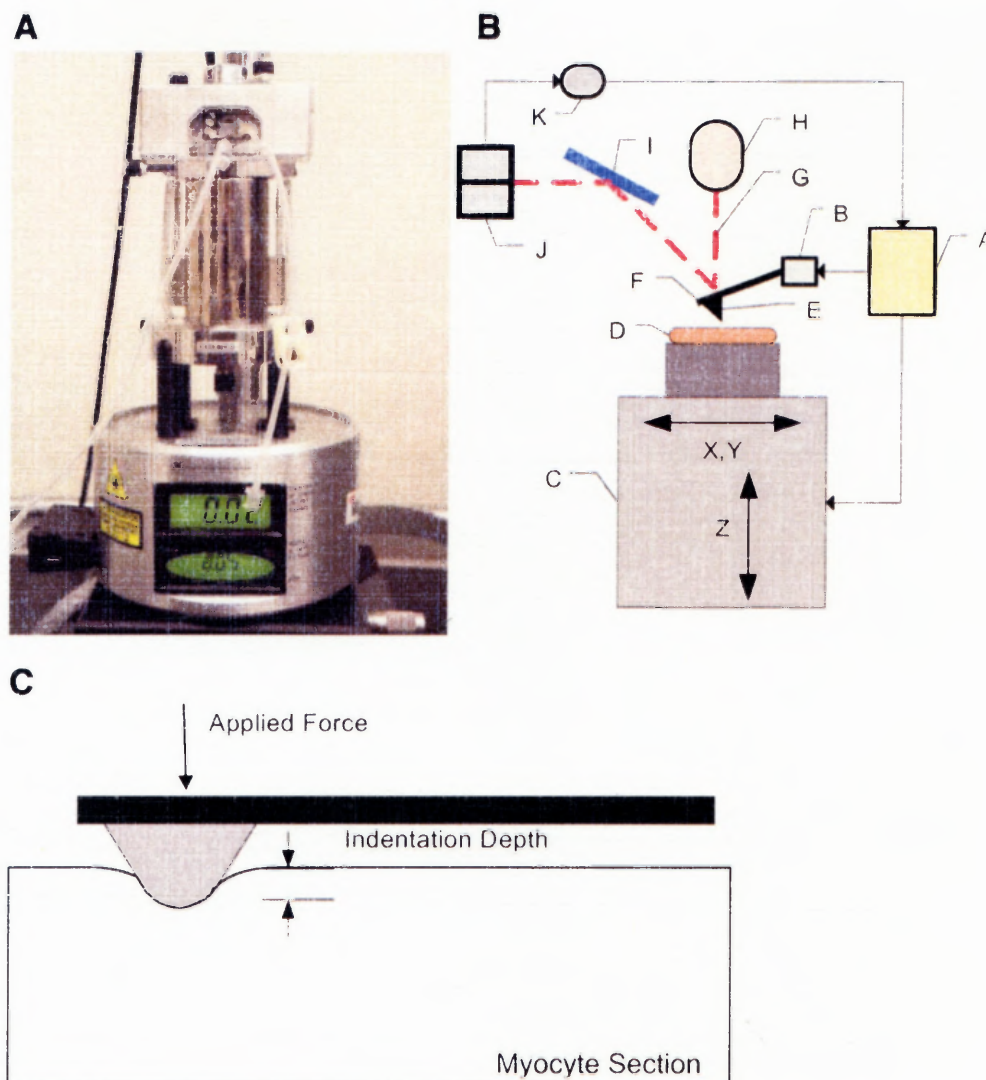 A
B
K
I
H
G
B
A
J
F
E
D
X,Y
C
Z
C
Applied Force
Indentation Depth
Myocyte Section